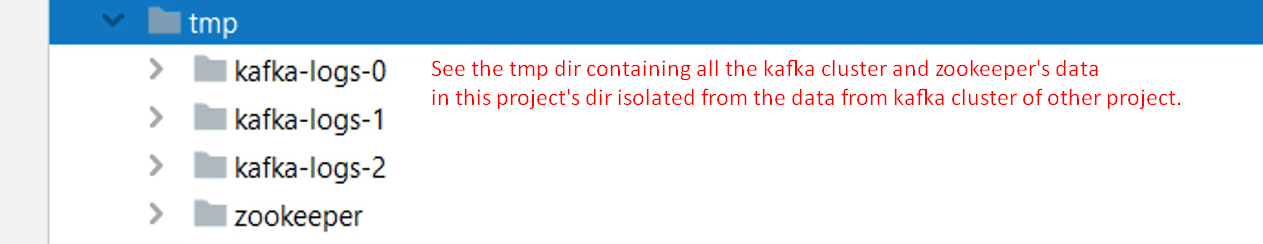 tmp
kafka-logs-0
See the tmp dir containing all the kafka cluster and zookeeper's data
in this project's dir isolated from the data from kafka cluster of other project.
kafka-logs-1
kafka-logs-2
zookeeper